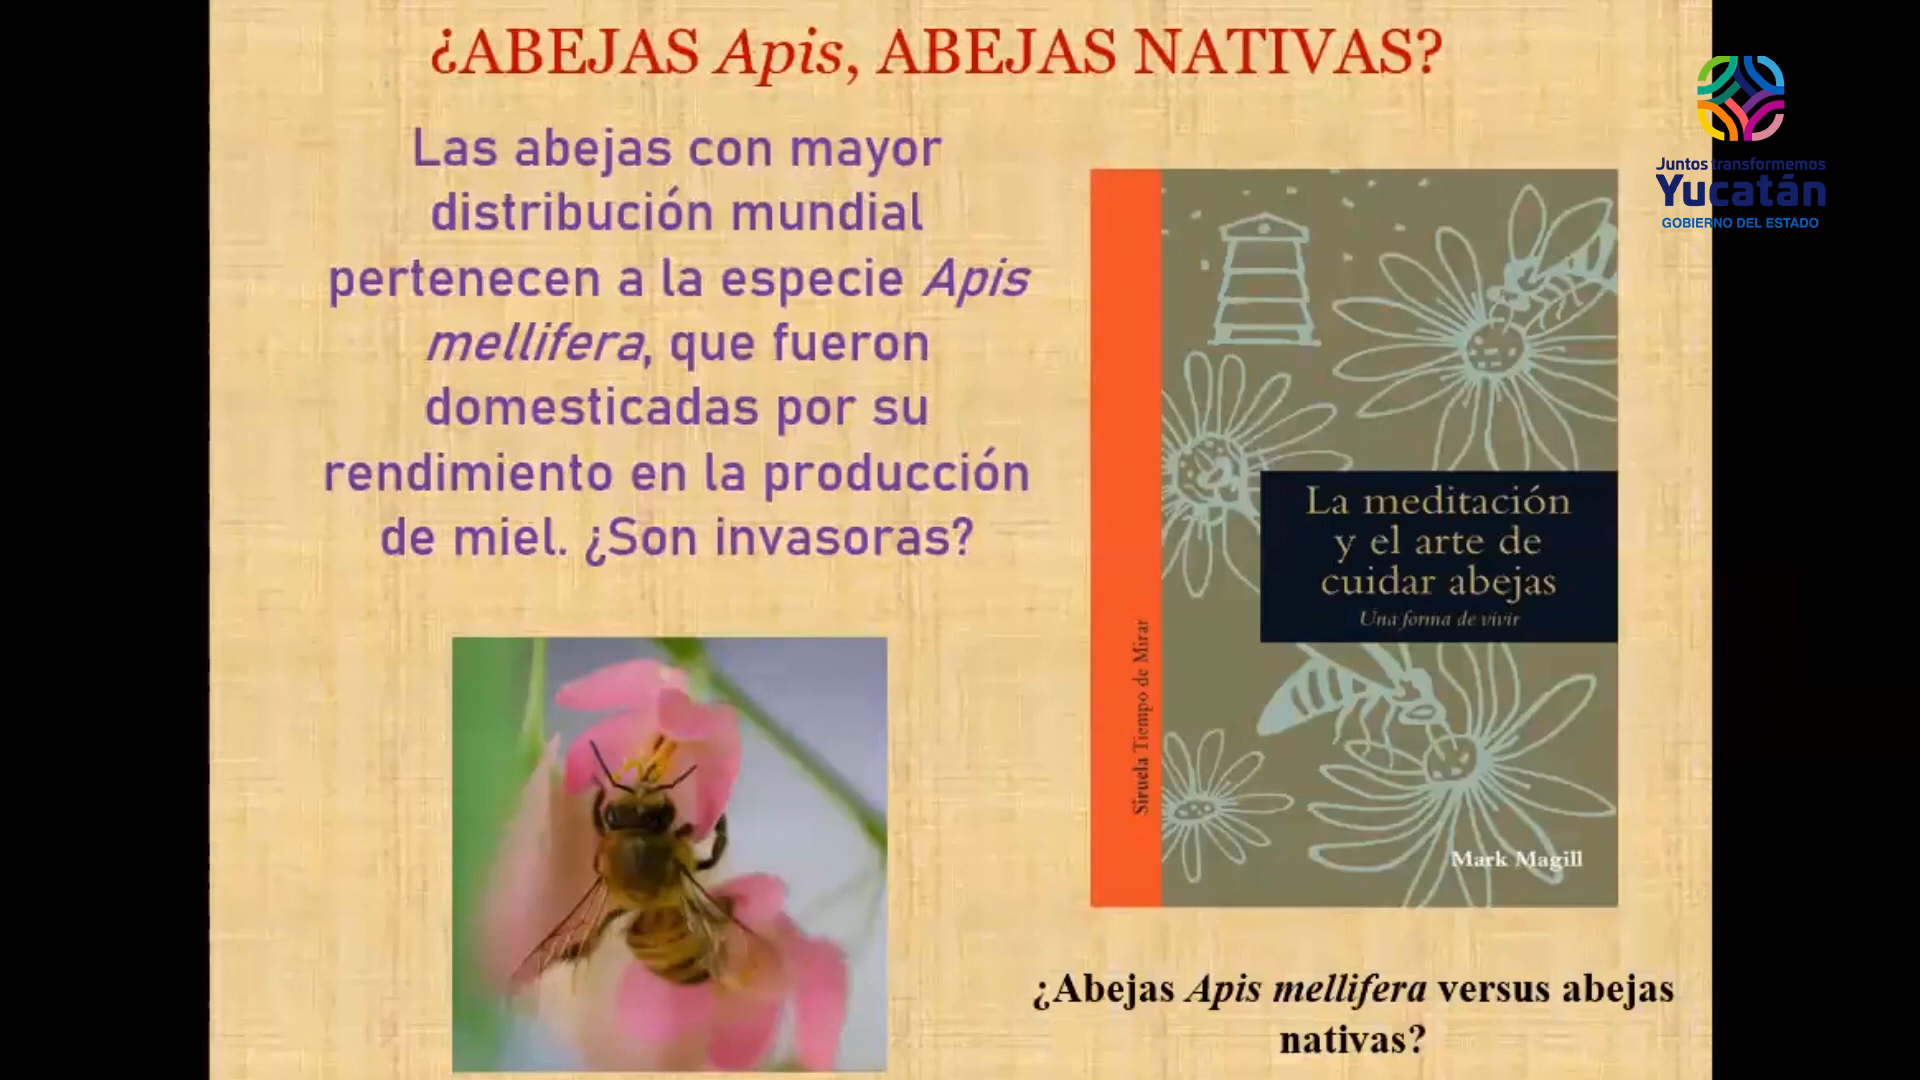 ¿ABEJAS Apis, ABEJAS NATIVAS?
Las abejas con mayor
distribución mundial
pertenecen a la especie Apis
mellifera, que fueron
domesticadas por su
rendimiento en la producción
de miel. ¿Son invasoras?
Juntos transformemos
Yucatán
GOBIERNO DEL ESTADO
La meditación
y el arte de
cuidar abejas
Una forma de vivir
Siruela Tiempo de Mirar
Mark Magill
¿Abejas Apis mellifera versus abejas
nativas?